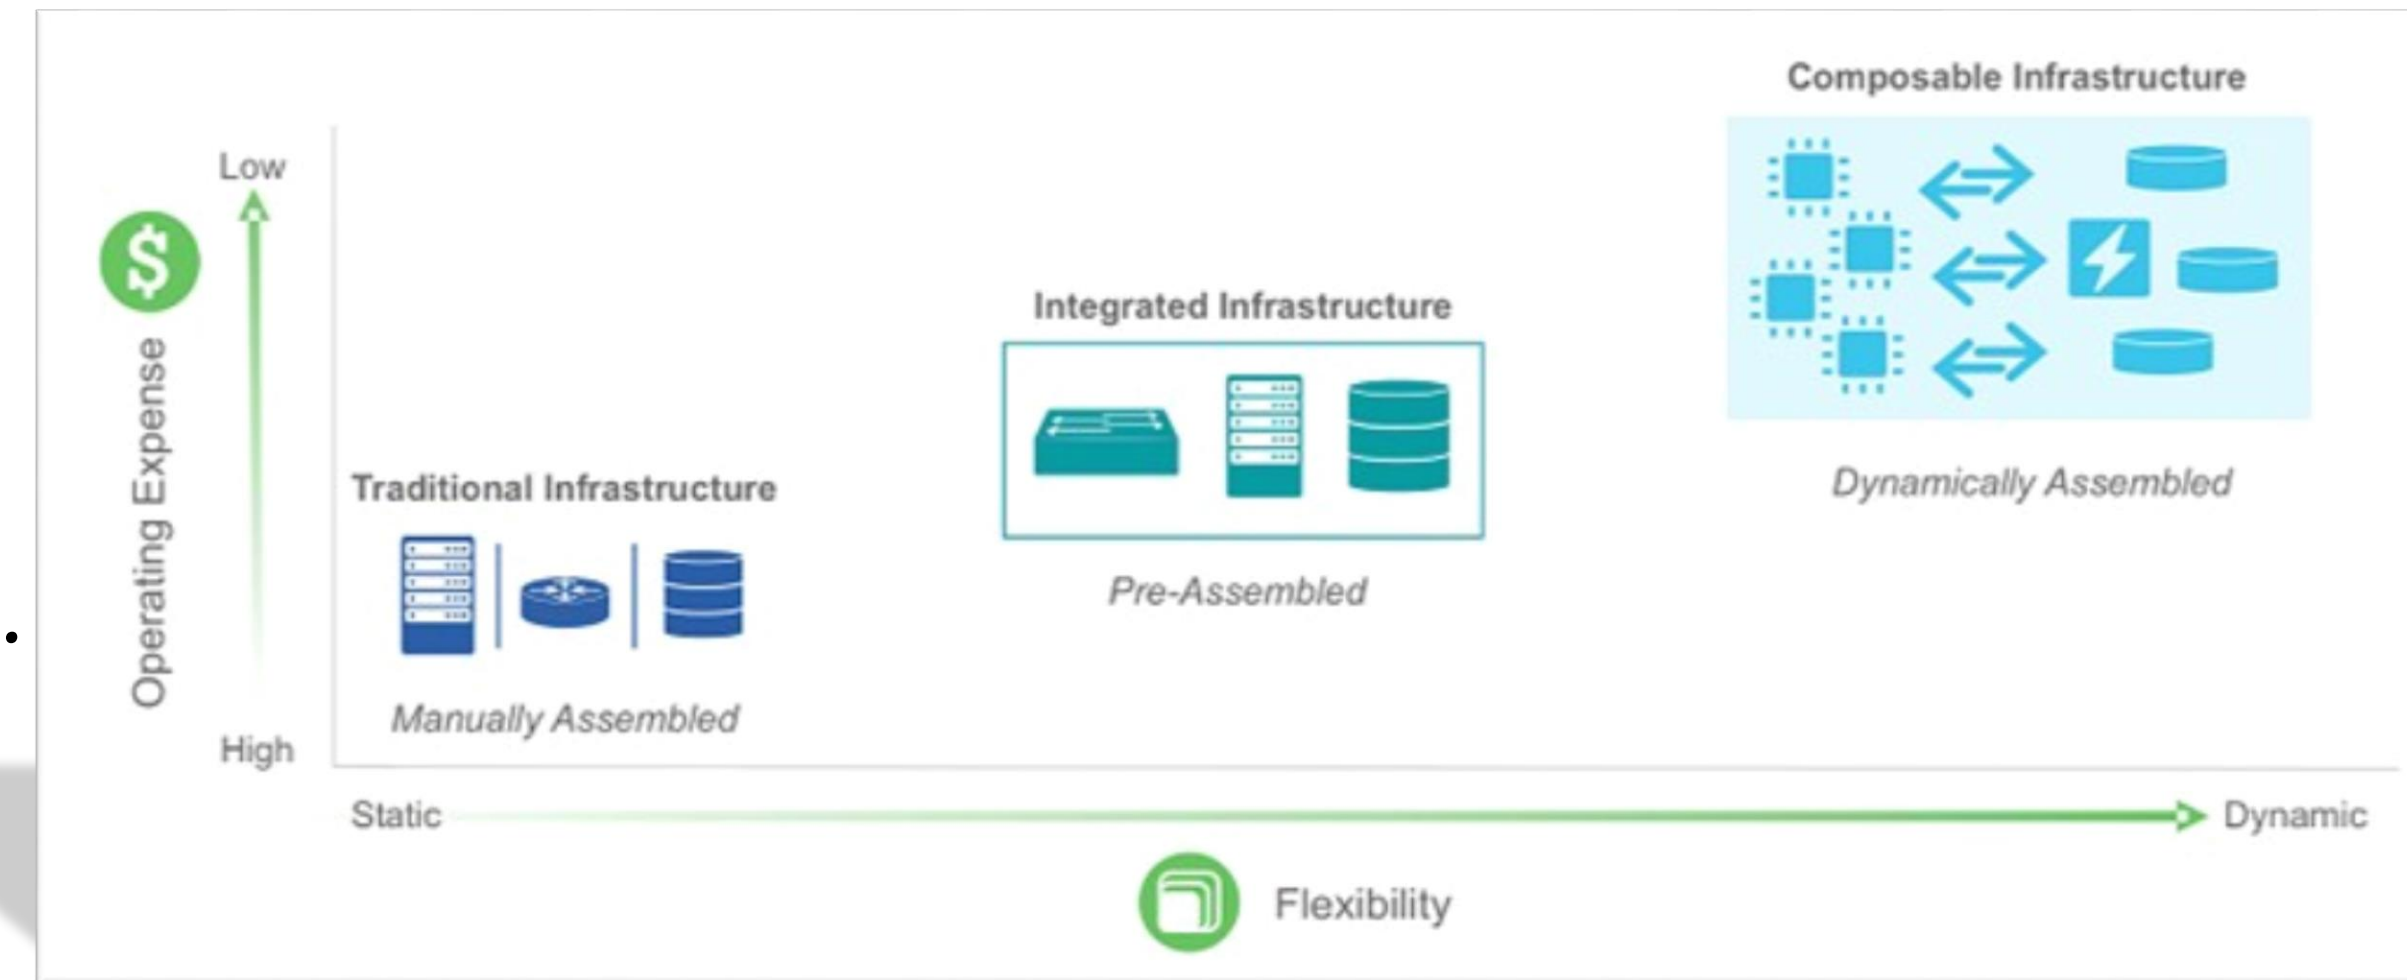 Composable Infrastructure
Low
Integrated Infrastructure
Operating Expense
Traditional Infrastructure
Dynamically Assembled
Pre-Assembled
Manually Assembled
High
Static
Dynamic
Flexibility